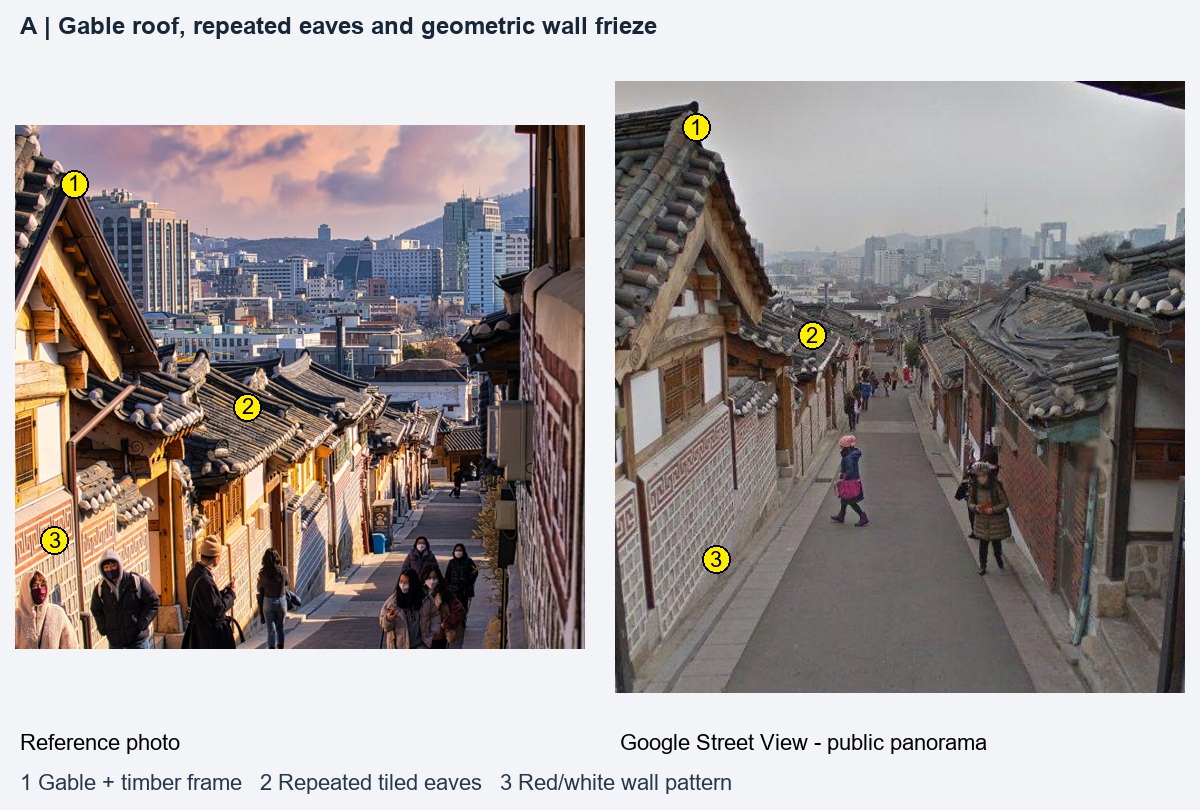 A | Gable roof, repeated eaves and geometric wall frieze
1
2
3
1
2
3
Reference photo
Google Street View - public panorama
1 Gable + timber frame 2 Repeated tiled eaves 3 Red/white wall pattern